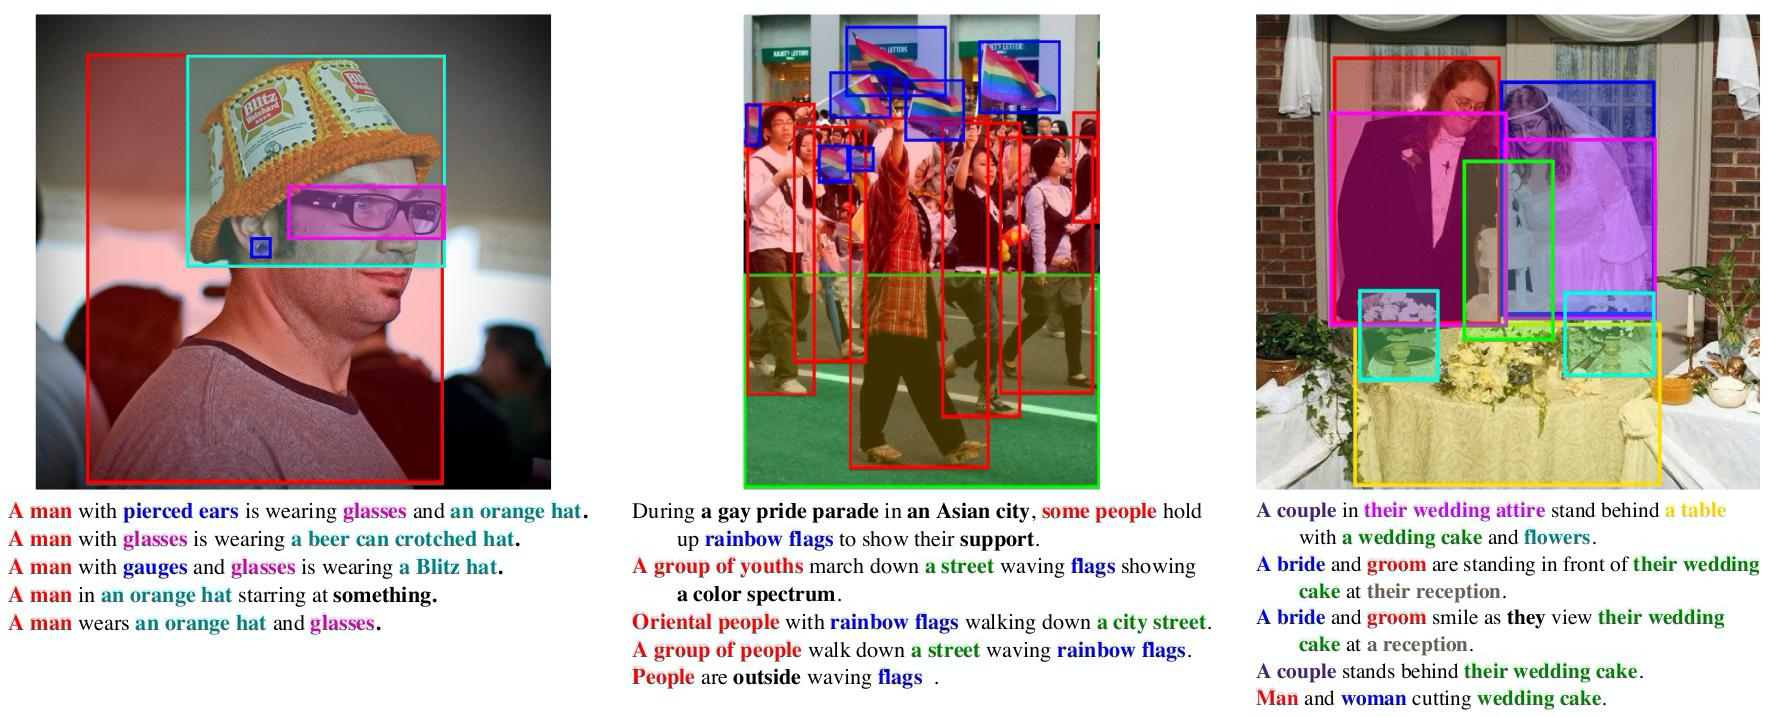 Blitz
Weinhard
BEER
Bli
Weinhard
LETTERS
A man with pierced ears is wearing glasses and an orange hat.
A man with glasses is wearing a beer can crotched hat.
A man with gauges and glasses is wearing a Blitz hat.
A man in an orange hat starring at something.
A man wears an orange hat and glasses.
During a gay pride parade in an Asian city, some people hold
up rainbow flags to show their support.
A group of youths march down a street waving flags showing
a color spectrum.
Oriental people with rainbow flags walking down a city street.
A group of people walk down a street waving rainbow flags.
People are outside waving flags .
A couple in their wedding attire stand behind a table
with a wedding cake and flowers.
A bride and groom are standing in front of their wedding
cake at their reception.
A bride and groom smile as they view their wedding
cake at a reception.
A couple stands behind their wedding cake.
Man and woman cutting wedding cake.